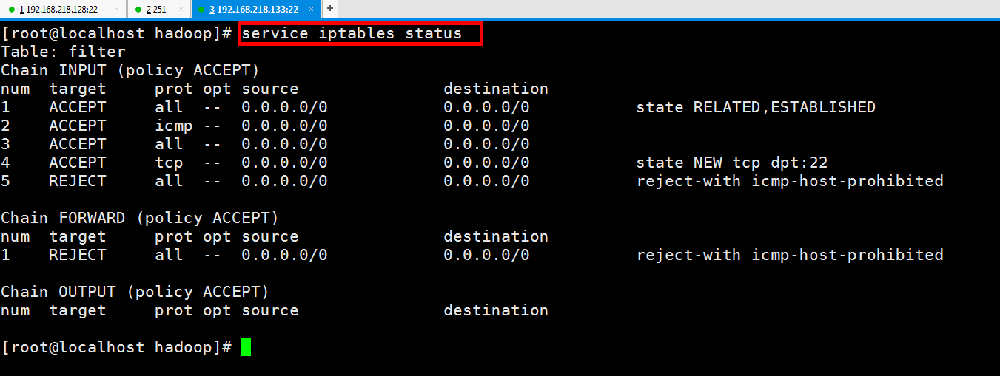 1 192.168.218.128:22 × 2 251 × 3 192.168.218.133:22 × +
[root@localhost hadoop]# service iptables status
Table: filter
Chain INPUT (policy ACCEPT)
num  target     prot opt source               destination
1    ACCEPT     all  --  0.0.0.0/0            0.0.0.0/0           state RELATED,ESTABLISHED
2    ACCEPT     icmp --  0.0.0.0/0            0.0.0.0/0
3    ACCEPT     all  --  0.0.0.0/0            0.0.0.0/0
4    ACCEPT     tcp  --  0.0.0.0/0            0.0.0.0/0           state NEW tcp dpt:22
5    REJECT     all  --  0.0.0.0/0            0.0.0.0/0           reject-with icmp-host-prohibited
Chain FORWARD (policy ACCEPT)
num  target     prot opt source               destination
1    REJECT     all  --  0.0.0.0/0            0.0.0.0/0           reject-with icmp-host-prohibited
Chain OUTPUT (policy ACCEPT)
num  target     prot opt source               destination
[root@localhost hadoop]#